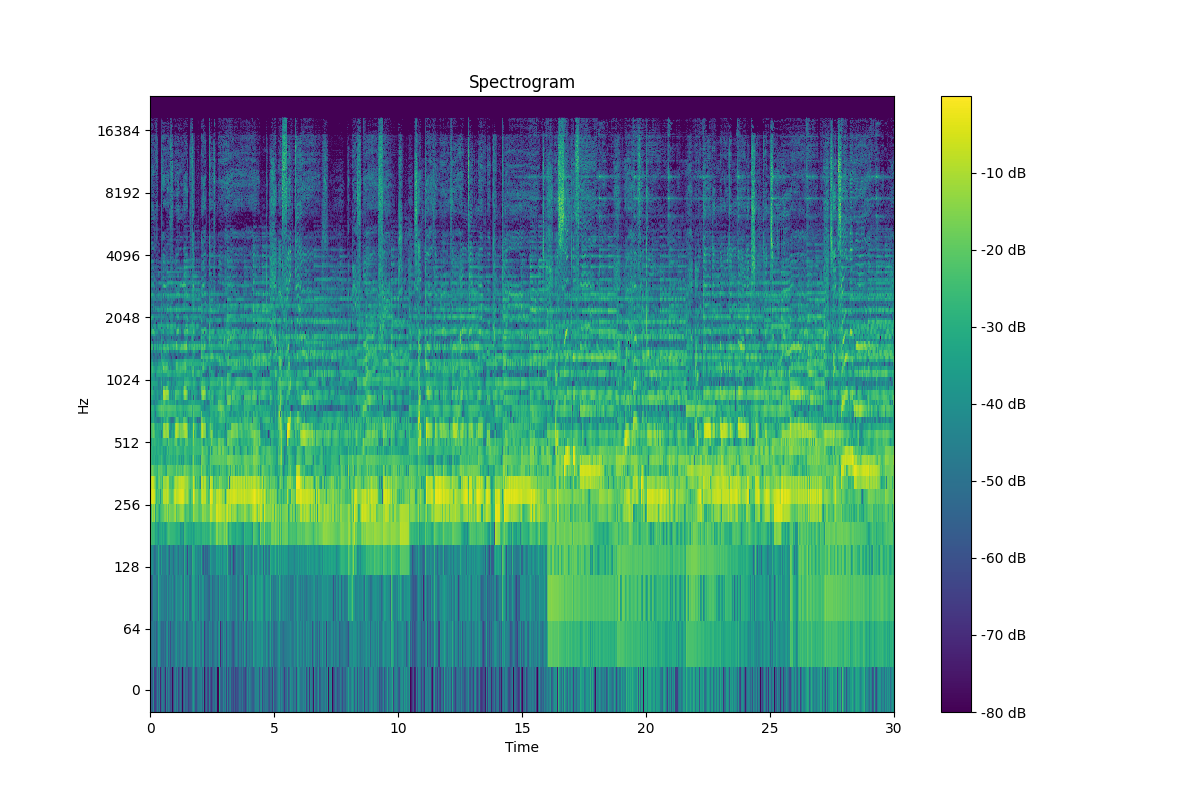 Spectrogram
Hz
16384
8192
4096
2048
1024
512
256
128
64
0
0 5 10 15 20 25 30
Time
-10 dB
-20 dB
-30 dB
-40 dB
-50 dB
-60 dB
-70 dB
-80 dB